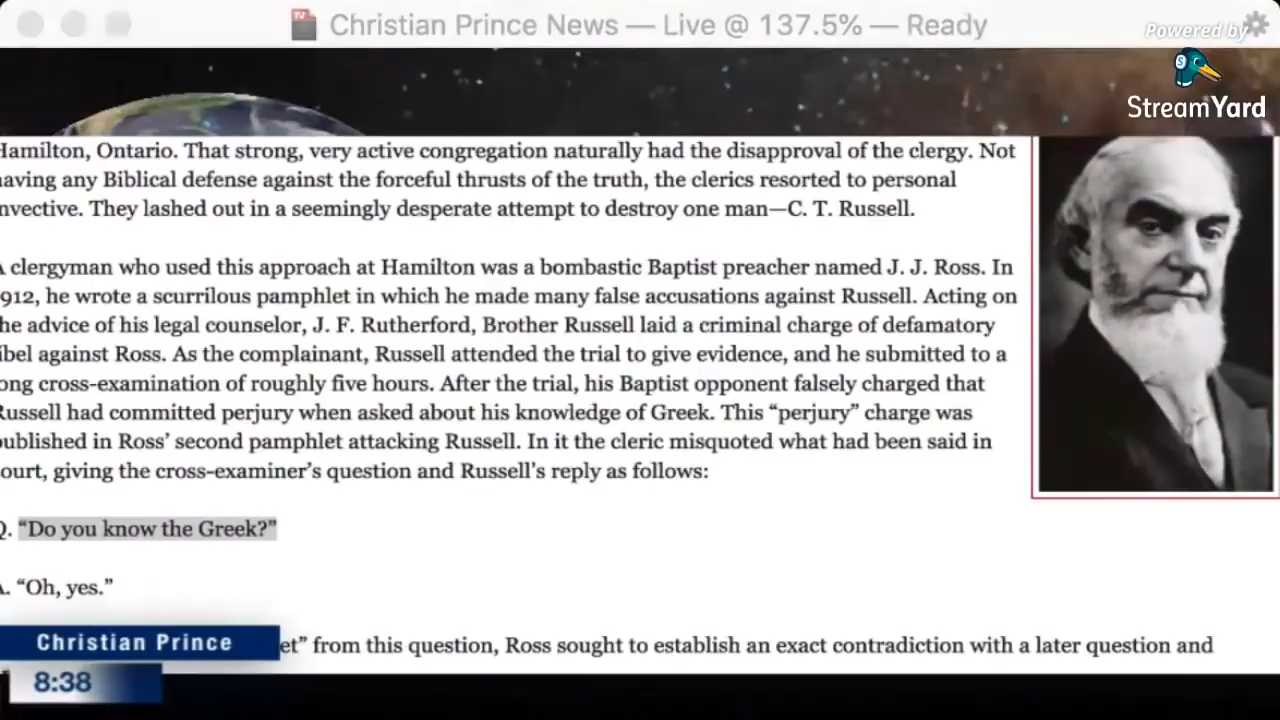 Christian Prince News — Live @ 137.5% — Ready
Powered by
StreamYard
Hamilton, Ontario. That strong, very active congregation naturally had the disapproval of the clergy. Not
having any Biblical defense against the forceful thrusts of the truth, the clerics resorted to personal
nvective. They lashed out in a seemingly desperate attempt to destroy one man—C. T. Russell.
A clergyman who used this approach at Hamilton was a bombastic Baptist preacher named J. J. Ross. In
912, he wrote a scurrilous pamphlet in which he made many false accusations against Russell. Acting on
he advice of his legal counselor, J. F. Rutherford, Brother Russell laid a criminal charge of defamatory
ibel against Ross. As the complainant, Russell attended the trial to give evidence, and he submitted to a
ong cross-examination of roughly five hours. After the trial, his Baptist opponent falsely charged that
Russell had committed perjury when asked about his knowledge of Greek. This “perjury” charge was
published in Ross’ second pamphlet attacking Russell. In it the cleric misquoted what had been said in
ourt, giving the cross-examiner’s question and Russell’s reply as follows:
Q. “Do you know the Greek?”
A. “Oh, yes.”
et” from this question, Ross sought to establish an exact contradiction with a later question and
Christian Prince
8:38